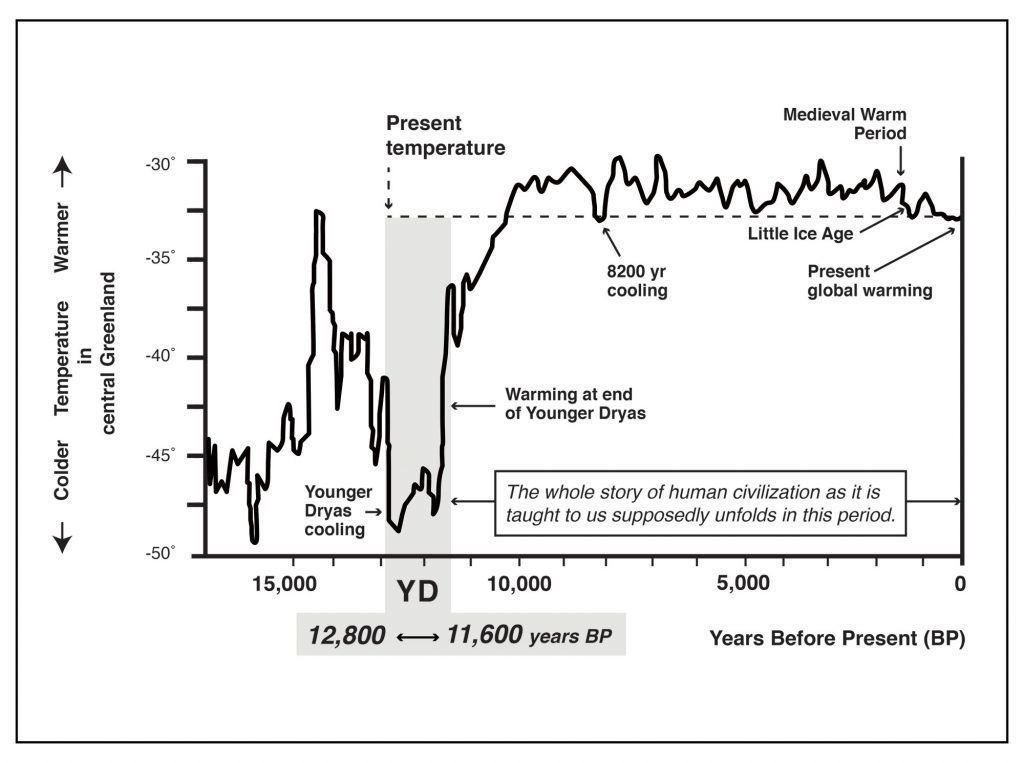 Medieval Warm
Period
Present
temperature
-30°
-35°
-40°
-45°
-50°
Colder Temperature Warmer
in
central Greenland
Little Ice Age
8200 yr
cooling
Present
global warming
Warming at end
of Younger Dryas
Younger
Dryas
cooling
The whole story of human civilization as it is
taught to us supposedly unfolds in this period.
15,000
YD
10,000
5,000
0
12,800
11,600 years BP
Years Before Present (BP)